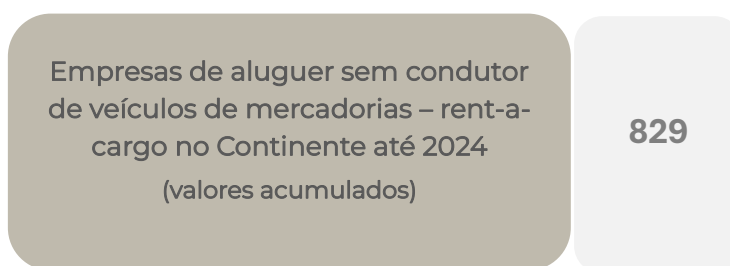 Empresas de aluguer sem condutor
de veículos de mercadorias – rent-a-
cargo no Continente até 2024
(valores acumulados)
829